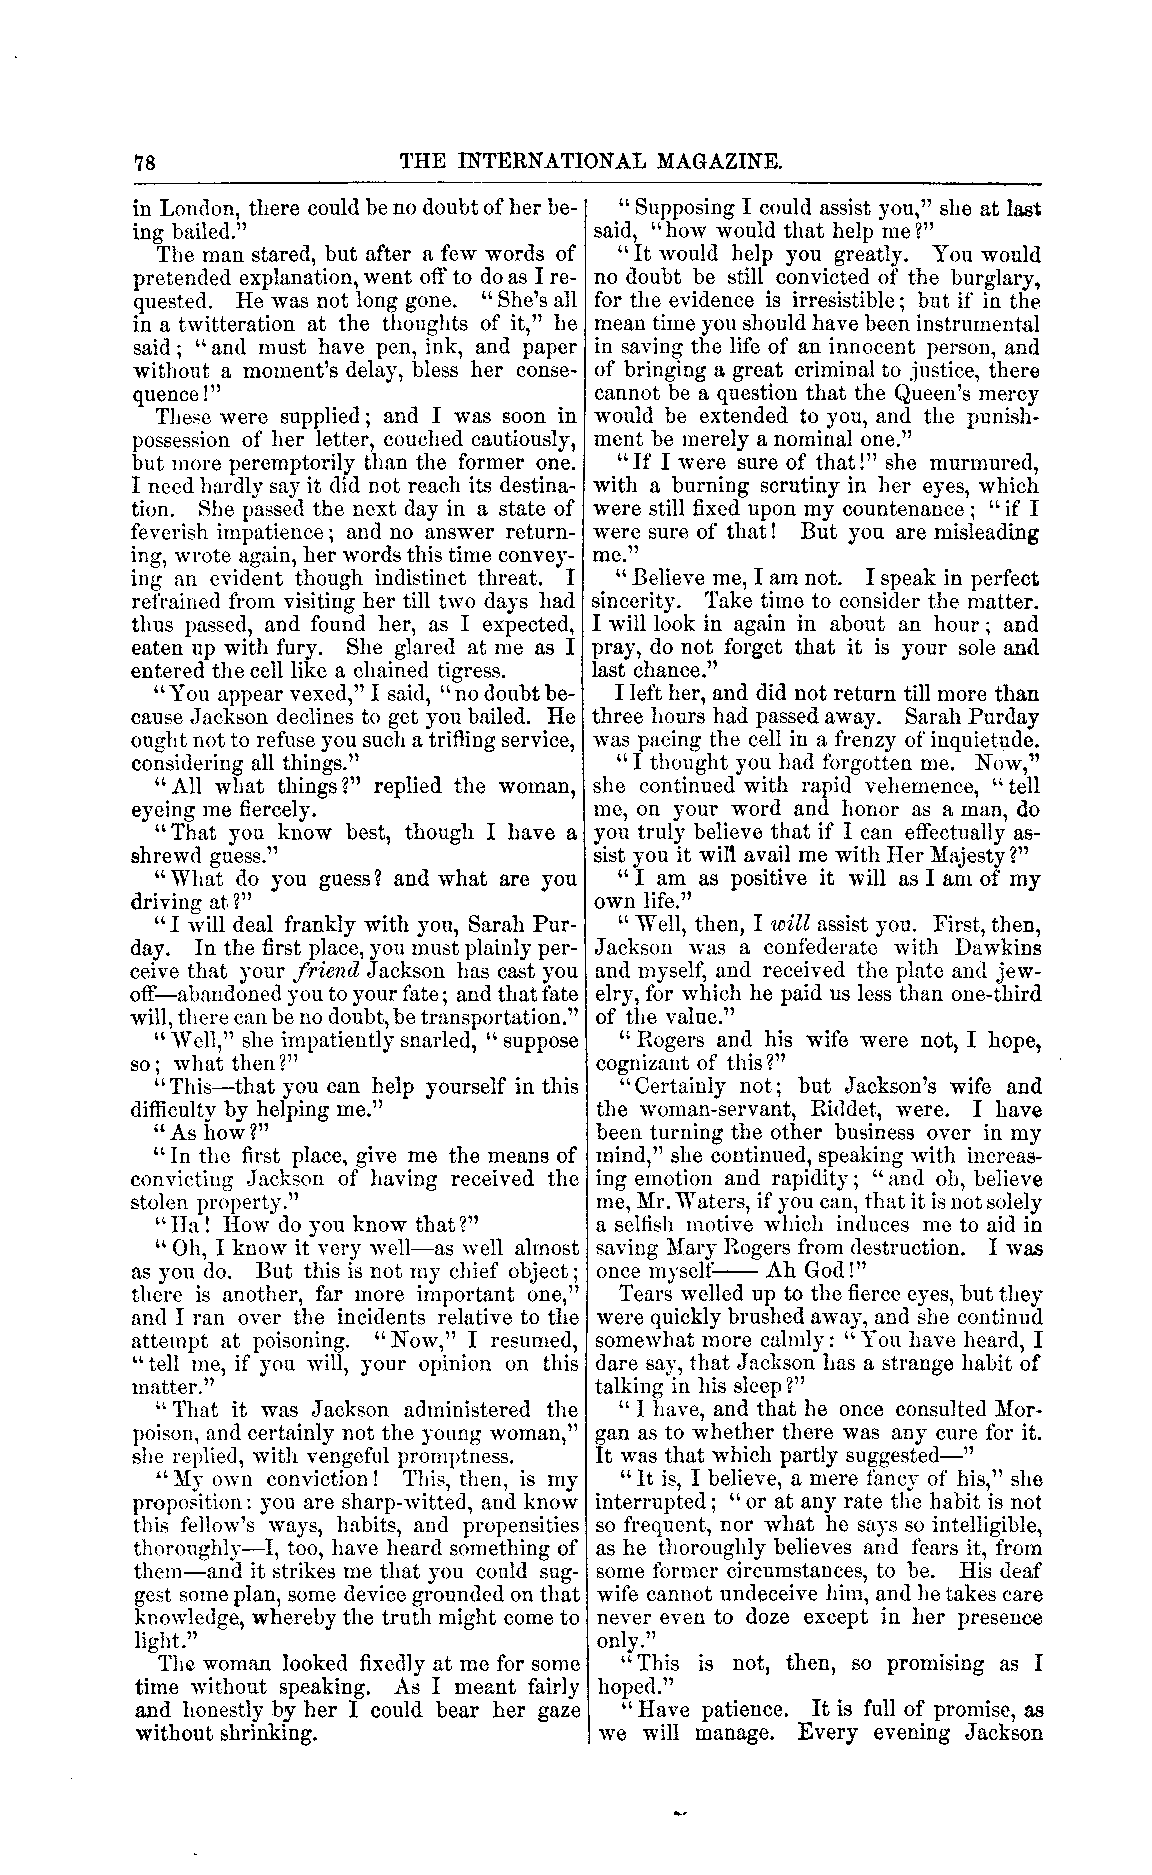 78 THE INTERNATIONAL MAGAZINE.
in London, there could be no doubt of her be-
ing bailed."
The man stared, but after a few words of
pretended explanation, went off to do as I re-
quested. He was not long gone. "She's all
in a twitteration at the thoughts of it," he
said; "and must have pen, ink, and paper
without a moment's delay, bless her conse-
quence!"
These were supplied; and I was soon in
possession of her letter, couched cautiously,
but more peremptorily than the former one.
I need hardly say it did not reach its destina-
tion. She passed the next day in a state of
feverish impatience; and no answer return-
ing, wrote again, her words this time convey-
ing an evident though indistinct threat. I
refrained from visiting her till two days had
thus passed, and found her, as I expected,
eaten up with fury. She glared at me as I
entered the cell like a chained tigress.
"You appear vexed," I said, "no doubt be-
cause Jackson declines to get you bailed. He
ought not to refuse you such a trifling service,
considering all things."
"All what things?" replied the woman,
eyeing me fiercely.
"That you know best, though I have a
shrewd guess."
"What do you guess? and what are you
driving at?"
"I will deal frankly with you, Sarah Pur-
day. In the first place, you must plainly per-
ceive that your friend Jackson has cast you
off—abandoned you to your fate; and that fate
will, there can be no doubt, be transportation."
"Well," she impatiently snarled, "suppose
so; what then?"
"This—that you can help yourself in this
difficulty by helping me."
"As how?"
"In the first place, give me the means of
convicting Jackson of having received the
stolen property."
"Ha! How do you know that?"
"Oh, I know it very well—as well almost
as you do. But this is not my chief object;
there is another, far more important one,"
and I ran over the incidents relative to the
attempt at poisoning. "Now," I resumed,
"tell me, if you will, your opinion on this
matter."
"That it was Jackson administered the
poison, and certainly not the young woman,"
she replied, with vengeful promptness.
"My own conviction! This, then, is my
proposition: you are sharp-witted, and know
this fellow's ways, habits, and propensities
thoroughly—I, too, have heard something of
them—and it strikes me that you could sug-
gest some plan, some device grounded on that
knowledge, whereby the truth might come to
light."
The woman looked fixedly at me for some
time without speaking. As I meant fairly
and honestly by her I could bear her gaze
without shrinking.
"Supposing I could assist you," she at last
said, "how would that help me?"
"It would help you greatly. You would
no doubt be still convicted of the burglary,
for the evidence is irresistible; but if in the
mean time you should have been instrumental
in saving the life of an innocent person, and
of bringing a great criminal to justice, there
cannot be a question that the Queen's mercy
would be extended to you, and the punish-
ment be merely a nominal one."
"If I were sure of that!" she murmured,
with a burning scrutiny in her eyes, which
were still fixed upon my countenance; "if I
were sure of that! But you are misleading
me."
"Believe me, I am not. I speak in perfect
sincerity. Take time to consider the matter.
I will look in again in about an hour; and
pray, do not forget that it is your sole and
last chance."
I left her, and did not return till more than
three hours had passed away. Sarah Purday
was pacing the cell in a frenzy of inquietude.
"I thought you had forgotten me. Now,"
she continued with rapid vehemence, "tell
me, on your word and honor as a man, do
you truly believe that if I can effectually as-
sist you it will avail me with Her Majesty?"
"I am as positive it will as I am of my
own life."
"Well, then, I will assist you. First, then,
Jackson was a confederate with Dawkins
and myself, and received the plate and jew-
elry, for which he paid us less than one-third
of the value."
"Rogers and his wife were not, I hope,
cognizant of this?"
"Certainly not; but Jackson's wife and
the woman-servant, Riddet, were. I have
been turning the other business over in my
mind," she continued, speaking with increas-
ing emotion and rapidity; "and oh, believe
me, Mr. Waters, if you can, that it is not solely
a selfish motive which induces me to aid in
saving Mary Rogers from destruction. I was
once myself—— Ah God!"
Tears welled up to the fierce eyes, but they
were quickly brushed away, and she continud
somewhat more calmly: "You have heard, I
dare say, that Jackson has a strange habit of
talking in his sleep?"
"I have, and that he once consulted Mor-
gan as to whether there was any cure for it.
It was that which partly suggested—"
"It is, I believe, a mere fancy of his," she
interrupted; "or at any rate the habit is not
so frequent, nor what he says so intelligible,
as he thoroughly believes and fears it, from
some former circumstances, to be. His deaf
wife cannot undeceive him, and he takes care
never even to doze except in her presence
only."
"This is not, then, so promising as I
hoped."
"Have patience. It is full of promise, as
we will manage. Every evening Jackson